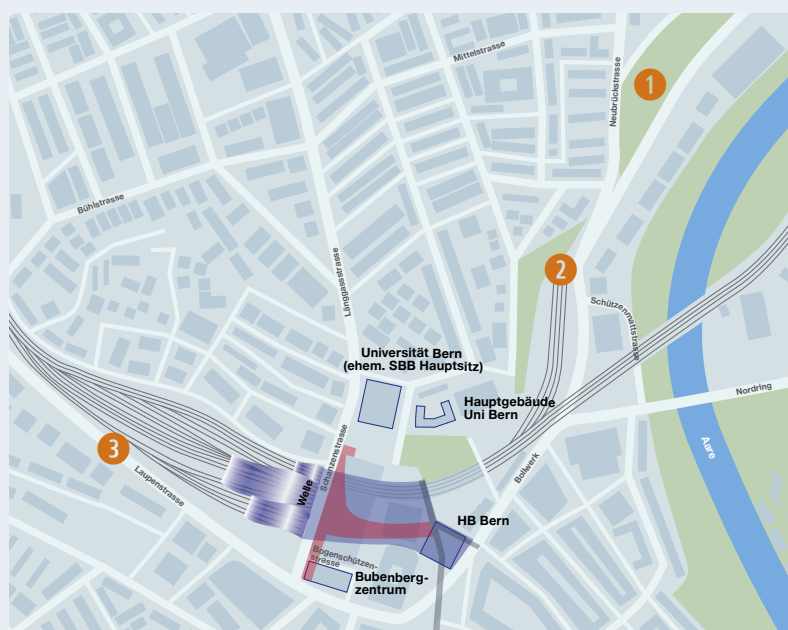 Mittelstrasse
Neubrückstrasse
1
Bühlstrasse
2
Länggassstrasse
Schützenmattstrasse
Universität Bern
(ehem. SBB Hauptsitz)
Hauptgebäude
Uni Bern
Nordring
3
Schanzenstrasse
Aare
Laupenstrasse
Welle
Bollwerk
HB Bern
Bogenschützen-
strasse
Bubenberg-
zentrum